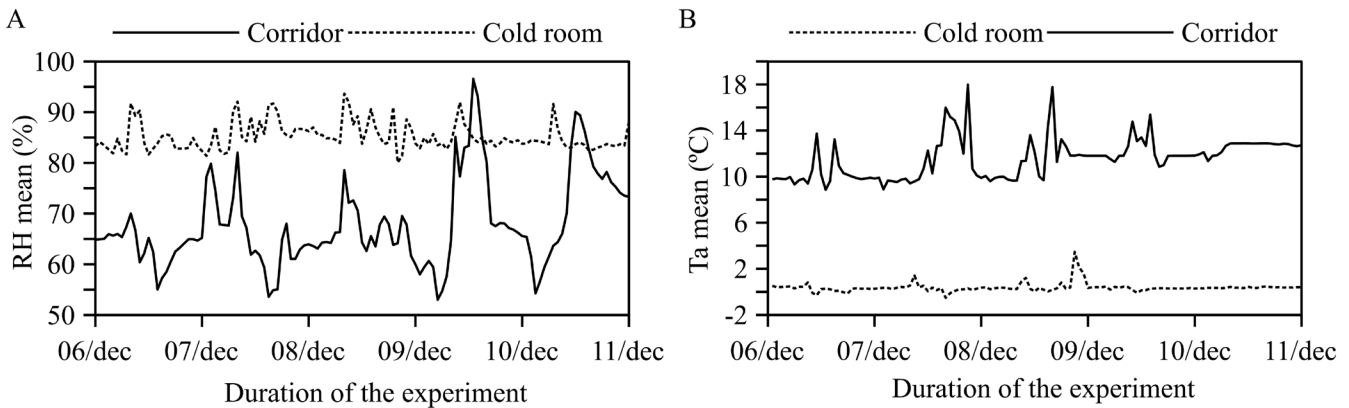 A
Corridor Cold room
RH mean (%)
100
90
80
70
60
50
06/dec 07/dec 08/dec 09/dec 10/dec 11/dec
Duration of the experiment
B
Cold room Corridor
Ta mean (ºC)
18
14
10
6
2
-2
06/dec 07/dec 08/dec 09/dec 10/dec 11/dec
Duration of the experiment